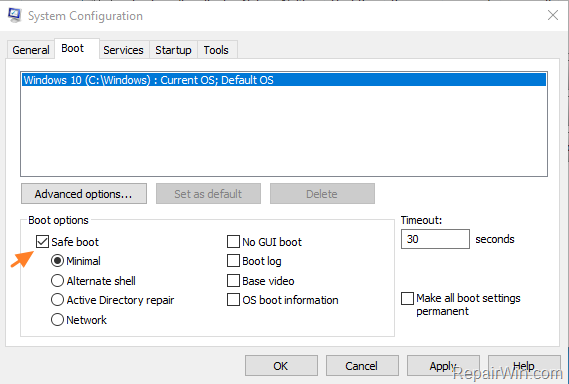 System Configuration
General Boot Services Startup Tools
Windows 10 (C:\Windows) : Current OS; Default OS
Advanced options... Set as default Delete
Boot options
Timeout:
Safe boot No GUI boot
30 seconds
Minimal Boot log
Alternate shell Base video
Active Directory repair OS boot information
Make all boot settings
permanent
Network
OK Cancel Apply Help
RepairWin.com